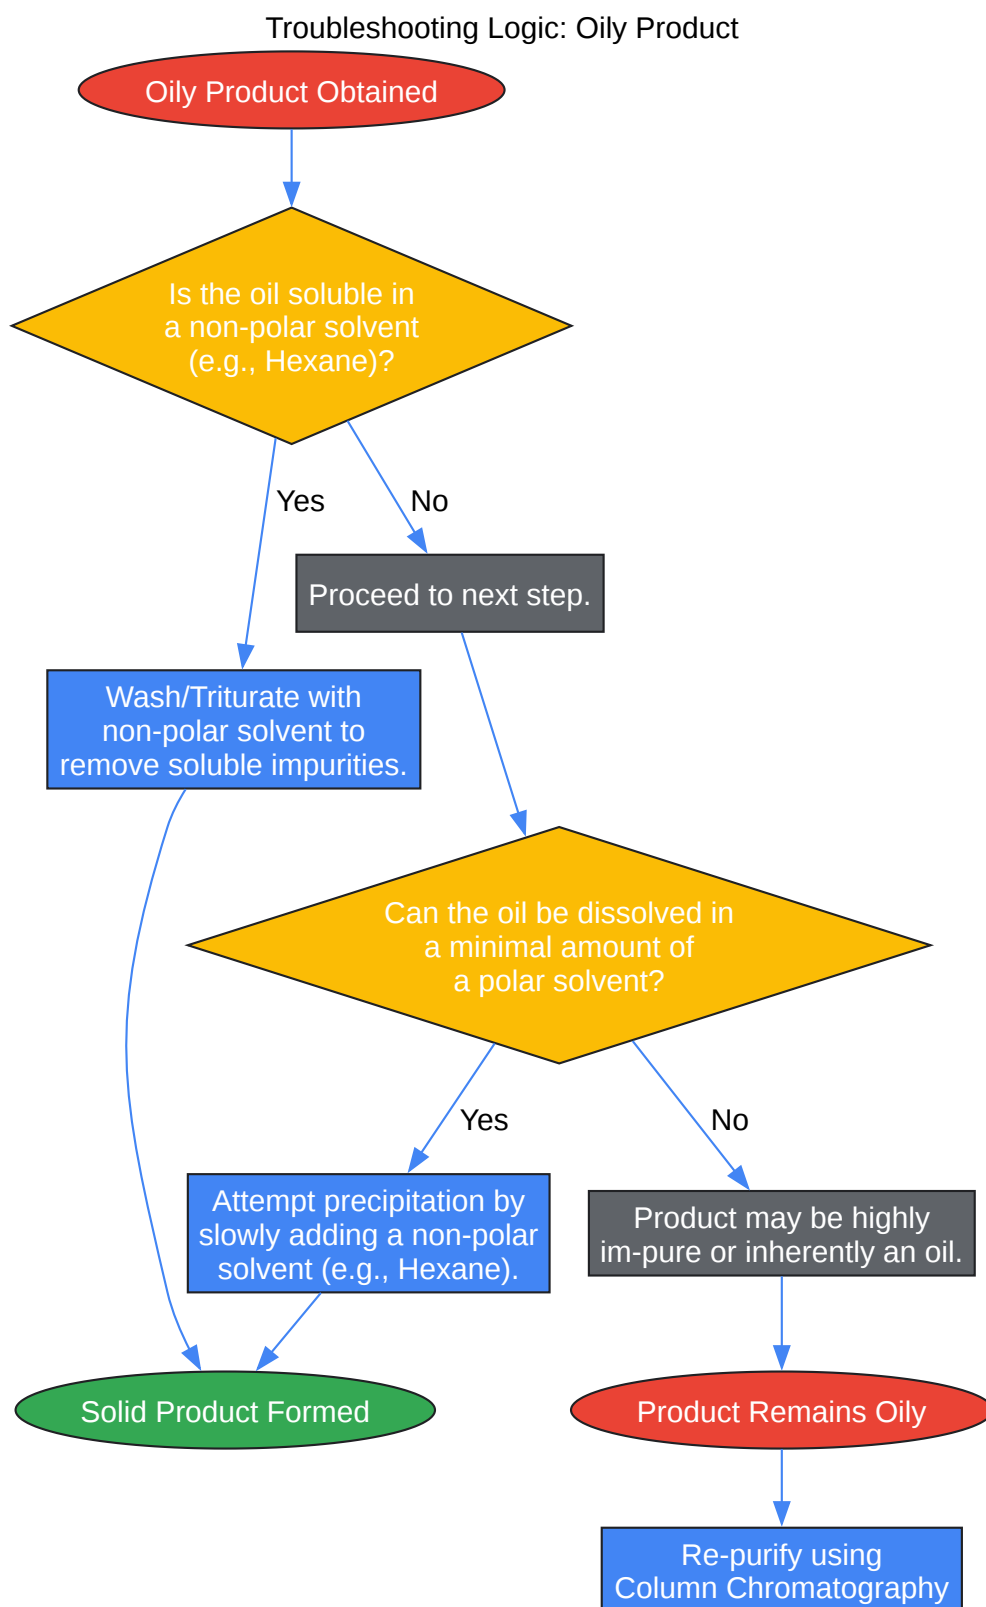 Troubleshooting Logic: Oily Product
Oily Product Obtained
Is the oil soluble in
a non-polar solvent
(e.g., Hexane)?
Yes
No
Proceed to next step.
Wash/Triturate with
non-polar solvent to
remove soluble impurities.
Can the oil be dissolved in
a minimal amount of
a polar solvent?
Yes
No
Attempt precipitation by
slowly adding a non-polar
solvent (e.g., Hexane).
Product may be highly
im-pure or inherently an oil.
Solid Product Formed
Product Remains Oily
Re-purify using
Column Chromatography